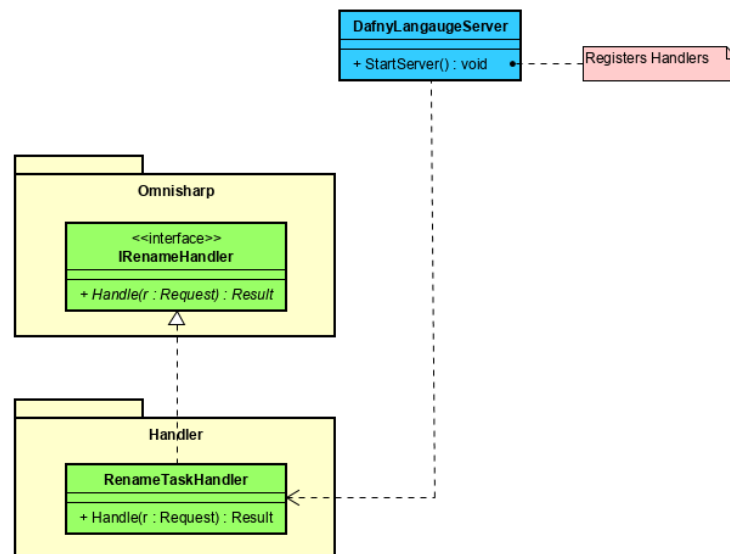 DafnyLangaugeServer
+ StartServer() : void
Registers Handlers
Omnisharp
<<interface>>
IRenameHandler
+ Handle(r : Request) : Result
Handler
RenameTaskHandler
+ Handle(r : Request) : Result